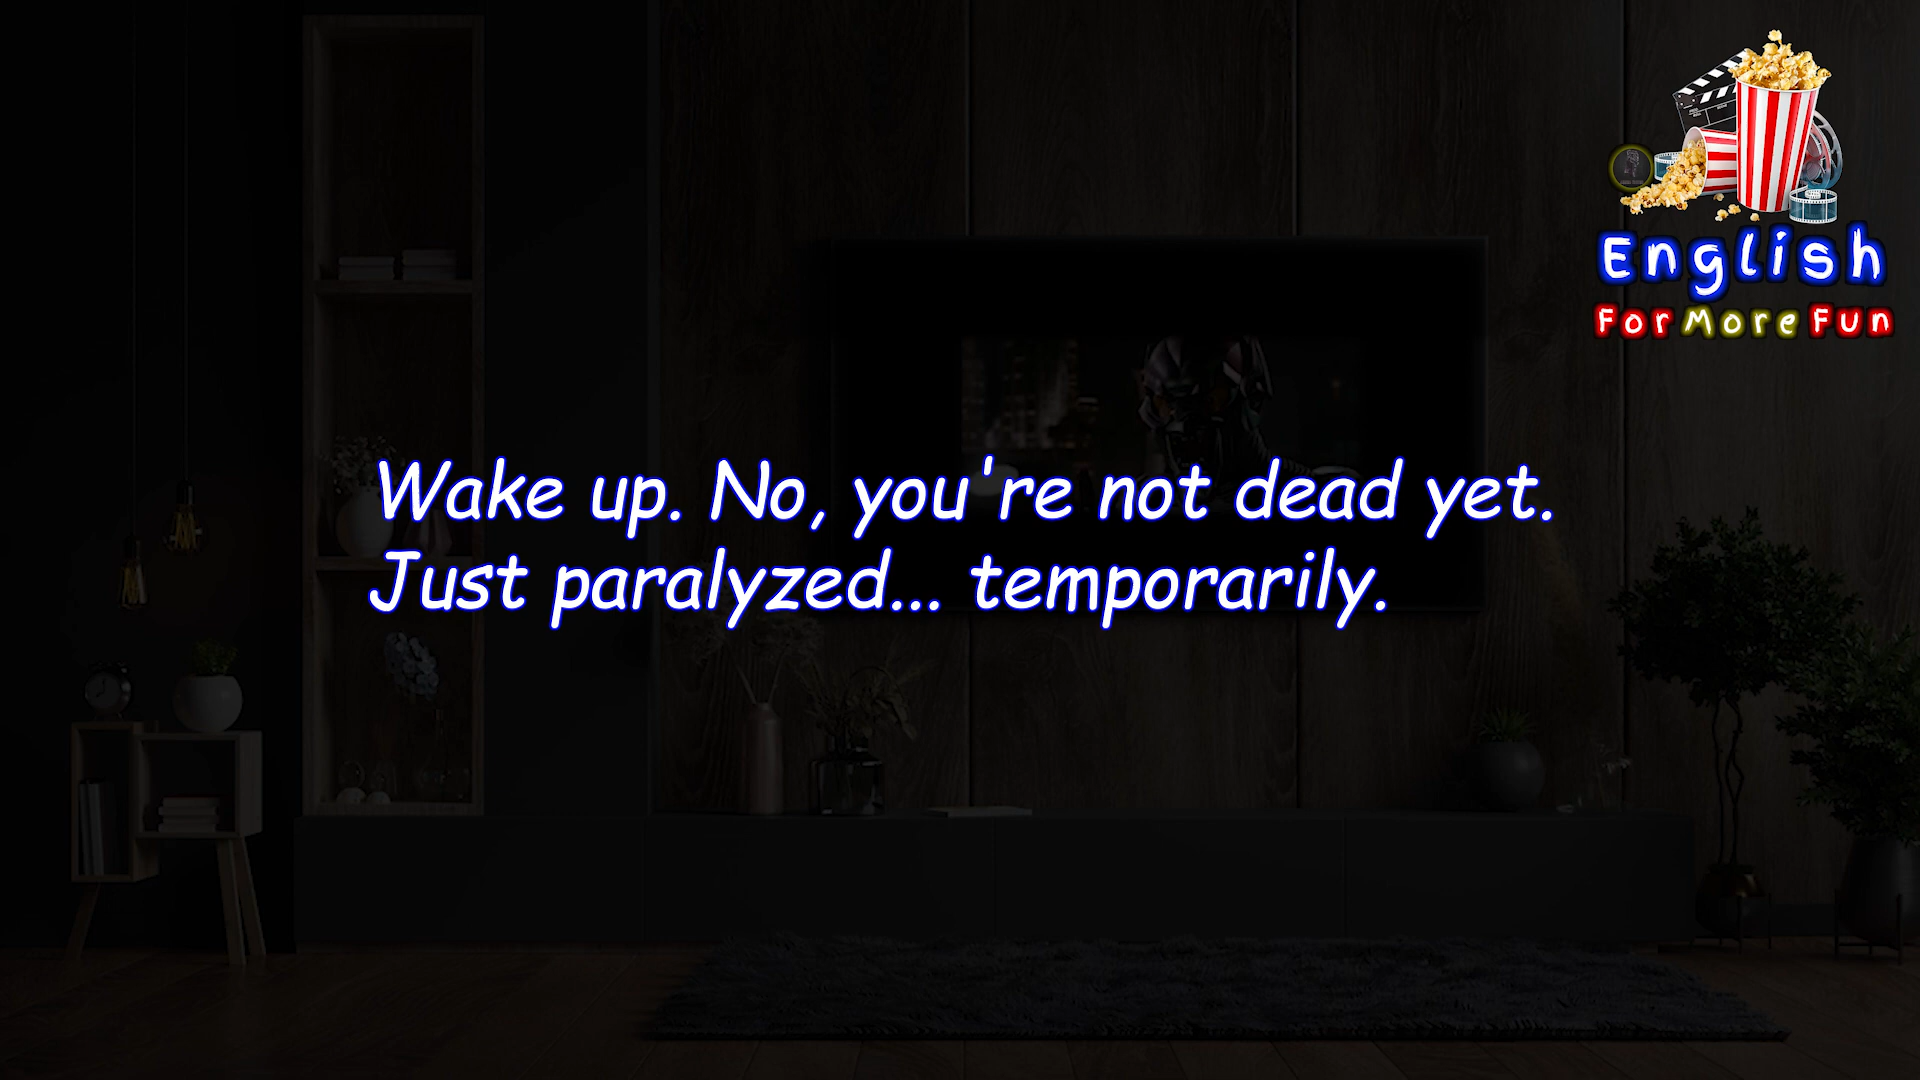 English
For More Fun
Wake up. No, you're not dead yet.
Just paralyzed... temporarily.